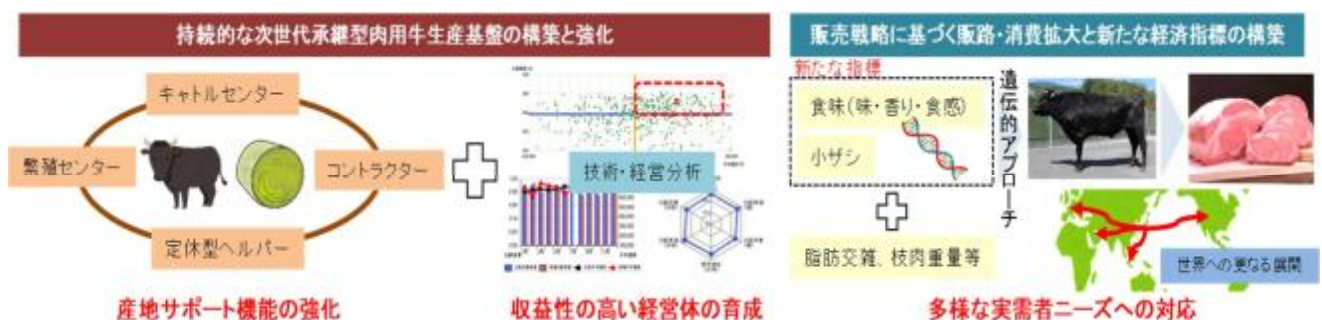 持続的な次世代承継型肉用牛生産基盤の構築と強化
キャトルセンター
繁殖センター
コントラクター
定休型ヘルパー
産地サポート機能の強化
技術・経営分析
収益性の高い経営体の育成
販売戦略に基づく販路・消費拡大と新たな経済指標の構築
新たな指標
食味(味・香り・食感)
小ザシ
脂肪交雑、枝肉重量等
遺伝的アプローチ
世界への更なる展開
多様な実需者ニーズへの対応